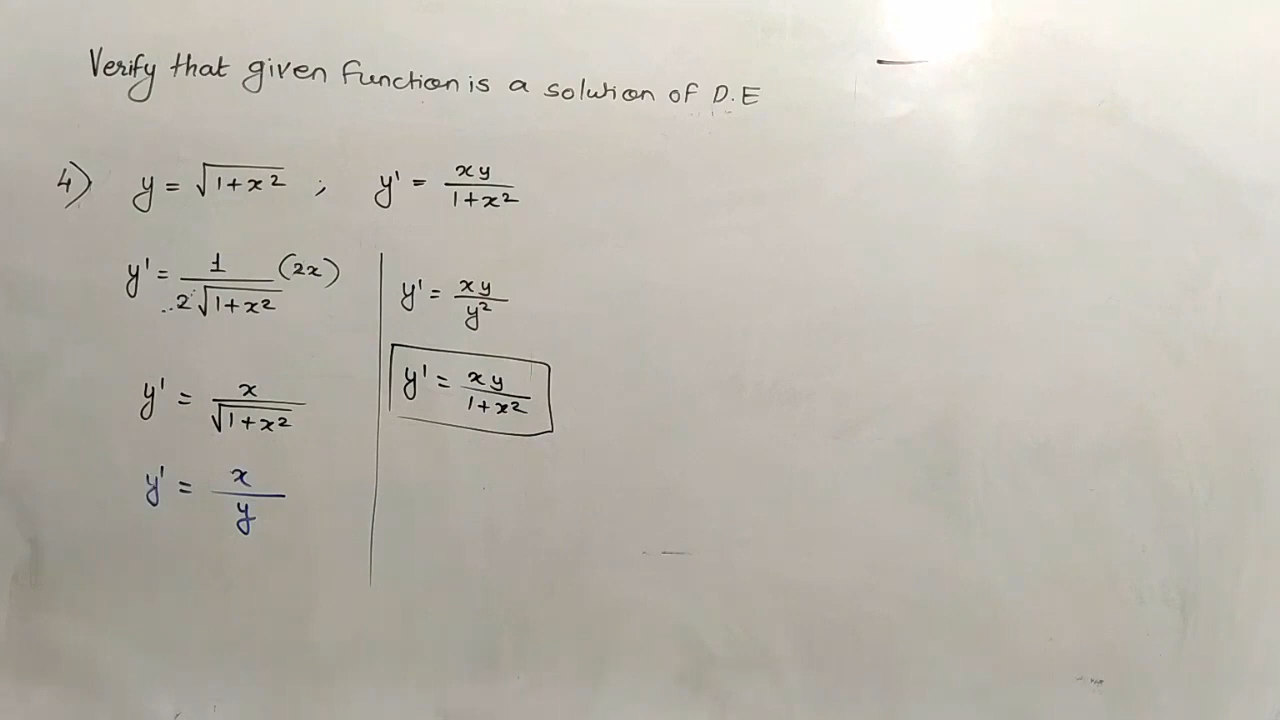 Verify that given function is a solution of D.E
4) y = √(1+x²) ; y' = xy/(1+x²)
y' = 1/(2√(1+x²)) (2x)
y' = x/√(1+x²)
y' = x/y
y' = xy/y²
y' = xy/(1+x²)